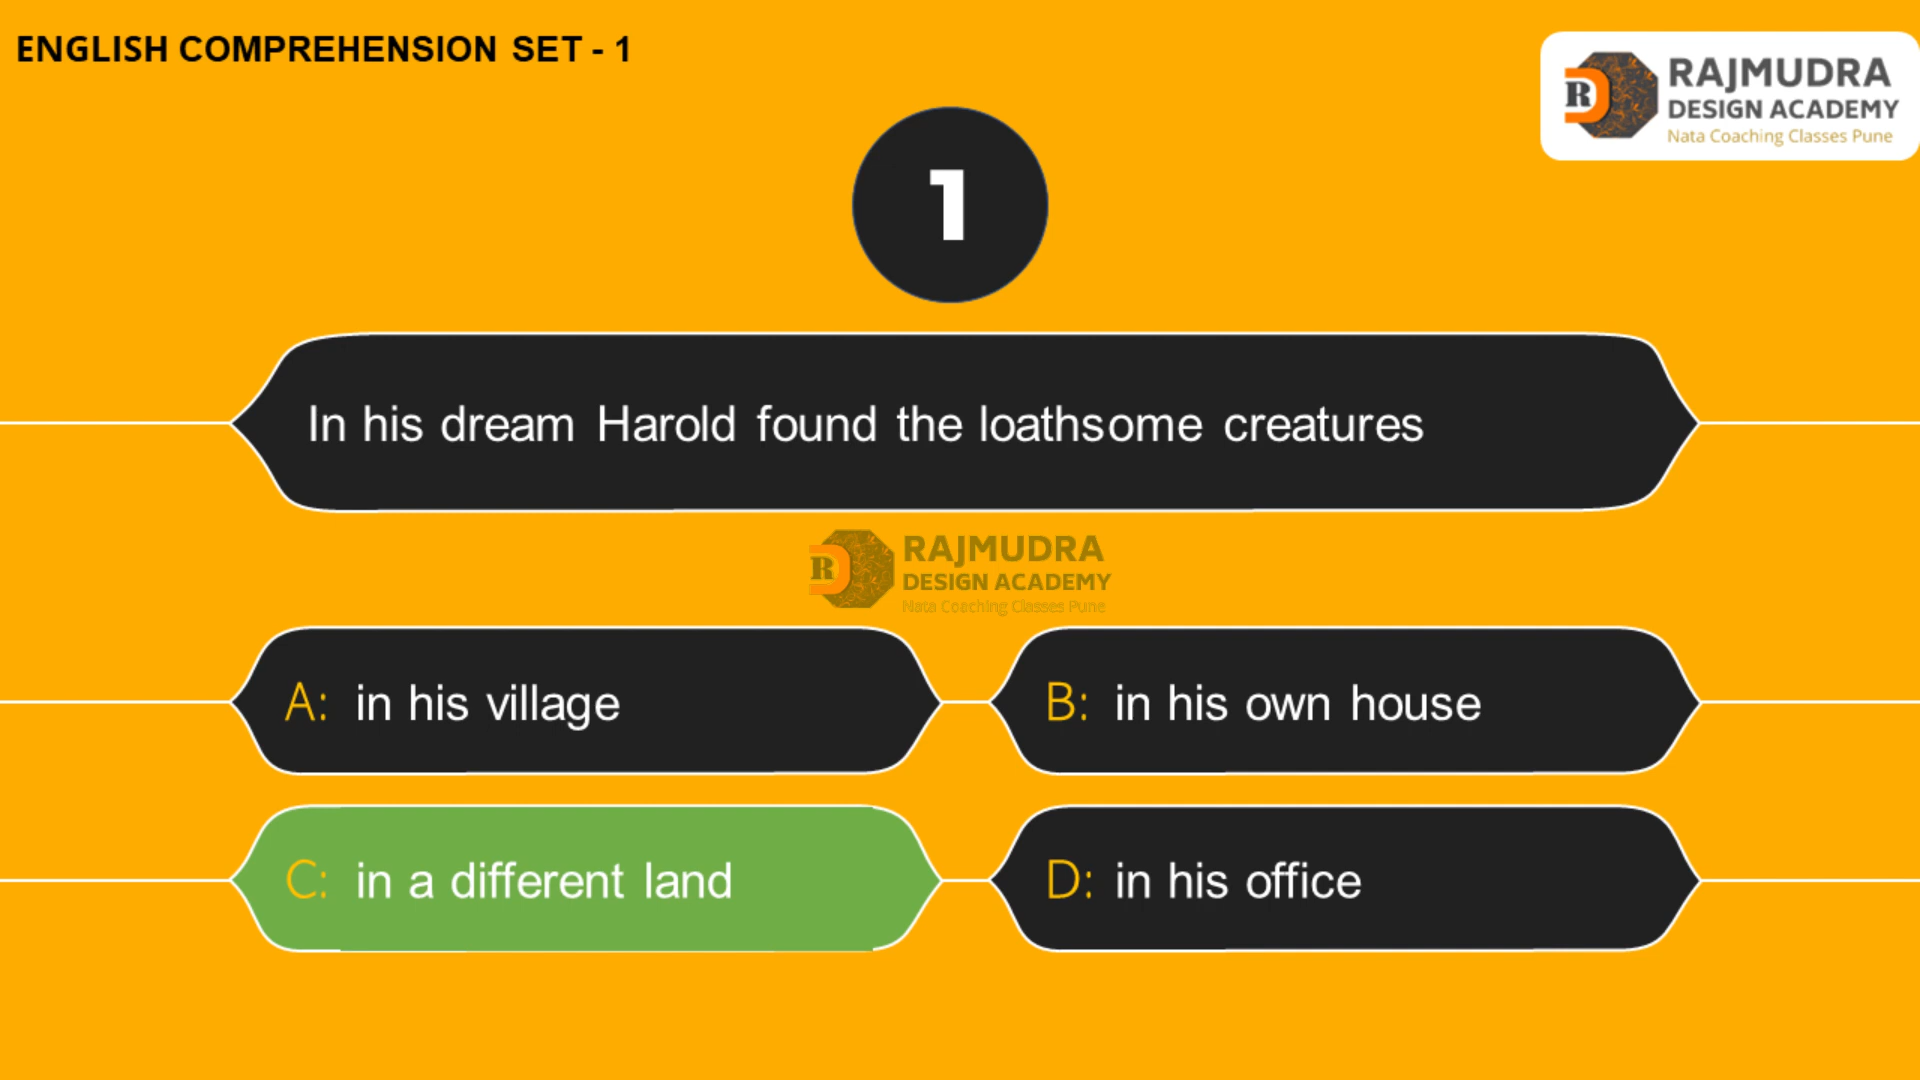 ENGLISH COMPREHENSION SET - 1
R
RAJMUDRA
DESIGN ACADEMY
Nata Coaching Classes Pune
1
In his dream Harold found the loathsome creatures
R
RAJMUDRA
DESIGN ACADEMY
Nata Coaching Classes Pune
A: in his village
B: in his own house
C: in a different land
D: in his office